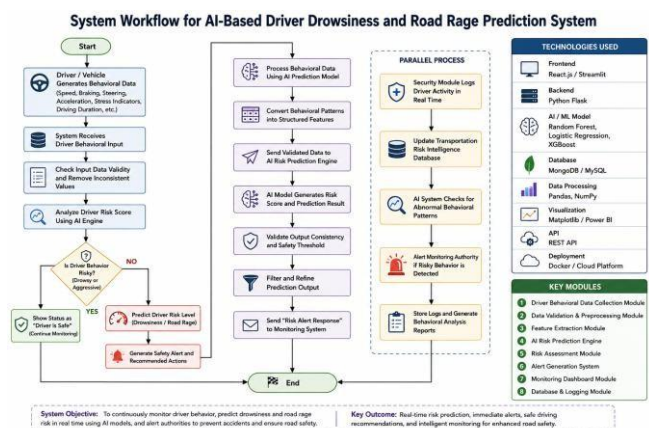 System Workflow for AI-Based Driver Drowsiness and Road Rage Prediction System
Start
Driver / Vehicle
Generates Behavioral Data
(Speed, Braking, Steering,
Acceleration, Stress Indicators,
Driving Duration, etc.)
System Receives
Driver Behavioral Input
Check Input Data Validity
and Remove Inconsistent
Values
Analyze Driver Risk Score
Using AI Engine
Is Driver Behavior
Risky?
(Drowsy or
Aggressive)
NO
YES
Show Status as
"Driver is Safe"
(Continue Monitoring)
Predict Driver Risk Level
(Drowsiness / Road Rage)
Generate Safety Alert and
Recommended Actions
Process Behavioral Data
Using AI Prediction Model
Convert Behavioral Patterns
into Structured Features
Send Validated Data to
AI Risk Prediction Engine
AI Model Generates Risk
Score and Prediction Result
Validate Output Consistency
and Safety Threshold
Filter and Refine
Prediction Output
Send "Risk Alert Response"
to Monitoring System
End
PARALLEL PROCESS
Security Module Logs
Driver Activity in
Real Time
Update Transportation
Risk Intelligence
Database
AI System Checks for
Abnormal Behavioral
Patterns
Alert Monitoring Authority
if Risky Behavior is
Detected
Store Logs and Generate
Behavioral Analysis
Reports
TECHNOLOGIES USED
Frontend
React.js / Streamlit
Backend
Python Flask
AI / ML Model
Random Forest,
Logistic Regression,
XGBoost
Database
MongoDB / MySQL
Data Processing
Pandas, NumPy
Visualization
Matplotlib / Power BI
API
REST API
Deployment
Docker / Cloud Platform
KEY MODULES
1 Driver Behavioral Data Collection Module
2 Data Validation & Preprocessing Module
3 Feature Extraction Module
4 AI Risk Prediction Engine
5 Risk Assessment Module
6 Alert Generation System
7 Monitoring Dashboard Module
8 Database & Logging Module
System Objective: To continuously monitor driver behavior, predict drowsiness and road rage
risk in real time using AI models, and alert authorities to prevent accidents and ensure road safety.
Key Outcome: Real-time risk prediction, immediate alerts, safe driving
recommendations, and intelligent monitoring for enhanced road safety.